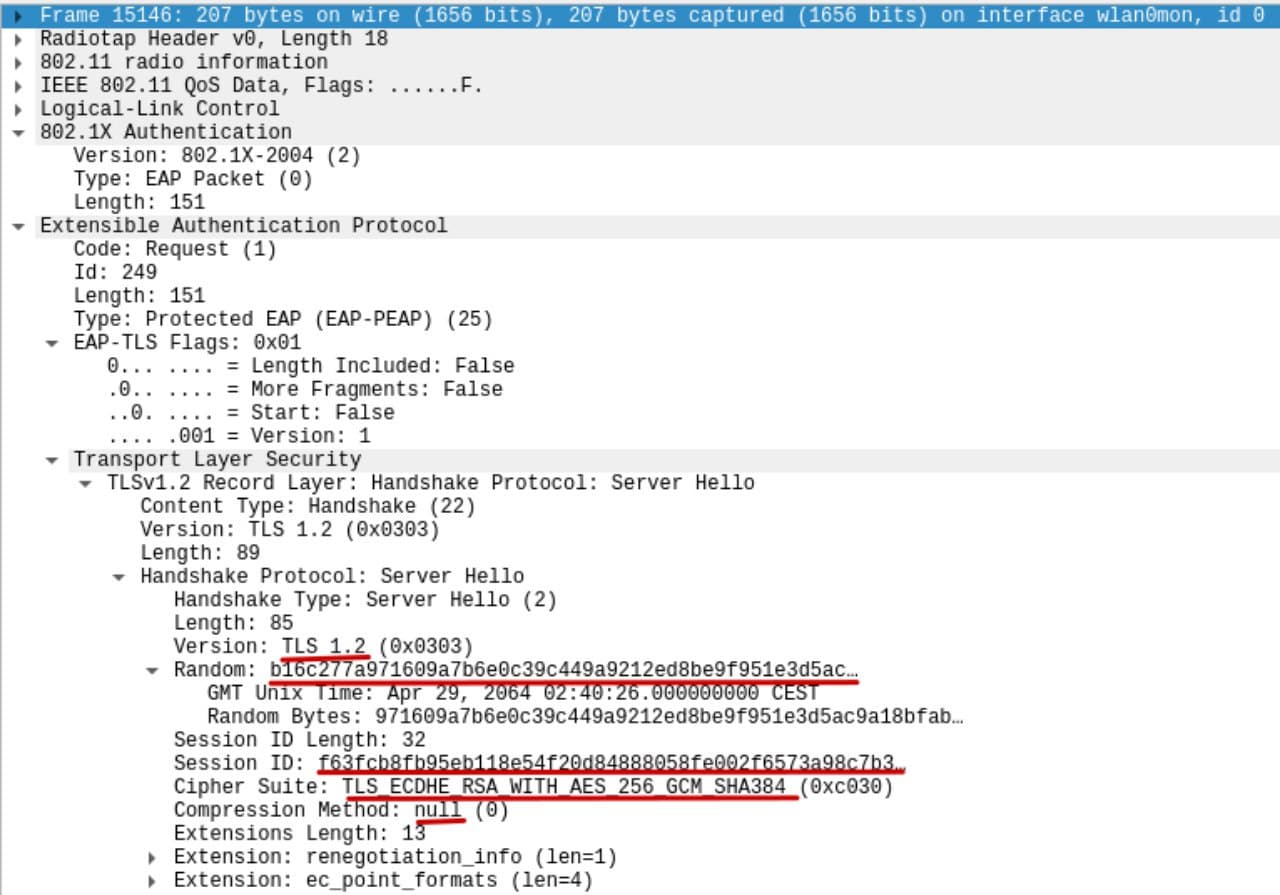 Frame 15146: 207 bytes on wire (1656 bits), 207 bytes captured (1656 bits) on interface wlan0mon, id 0
Radiotap Header v0, Length 18
802.11 radio information
IEEE 802.11 QoS Data, Flags: ......F.
Logical-Link Control
802.1X Authentication
Version: 802.1X-2004 (2)
Type: EAP Packet (0)
Length: 151
Extensible Authentication Protocol
Code: Request (1)
Id: 249
Length: 151
Type: Protected EAP (EAP-PEAP) (25)
EAP-TLS Flags: 0x01
0... .... = Length Included: False
.0.. .... = More Fragments: False
..0. .... = Start: False
.... .001 = Version: 1
Transport Layer Security
TLSv1.2 Record Layer: Handshake Protocol: Server Hello
Content Type: Handshake (22)
Version: TLS 1.2 (0x0303)
Length: 89
Handshake Protocol: Server Hello
Handshake Type: Server Hello (2)
Length: 85
Version: TLS 1.2 (0x0303)
Random: b16c277a971609a7b6e0c39c449a9212ed8be9f951e3d5ac…
GMT Unix Time: Apr 29, 2064 02:40:26.000000000 CEST
Random Bytes: 971609a7b6e0c39c449a9212ed8be9f951e3d5ac9a18bfab…
Session ID Length: 32
Session ID: f63fcb8fb95eb118e54f20d84888058fe002f6573a98c7b3…
Cipher Suite: TLS_ECDHE_RSA_WITH_AES_256_GCM_SHA384 (0xc030)
Compression Method: null (0)
Extensions Length: 13
Extension: renegotiation_info (len=1)
Extension: ec_point_formats (len=4)